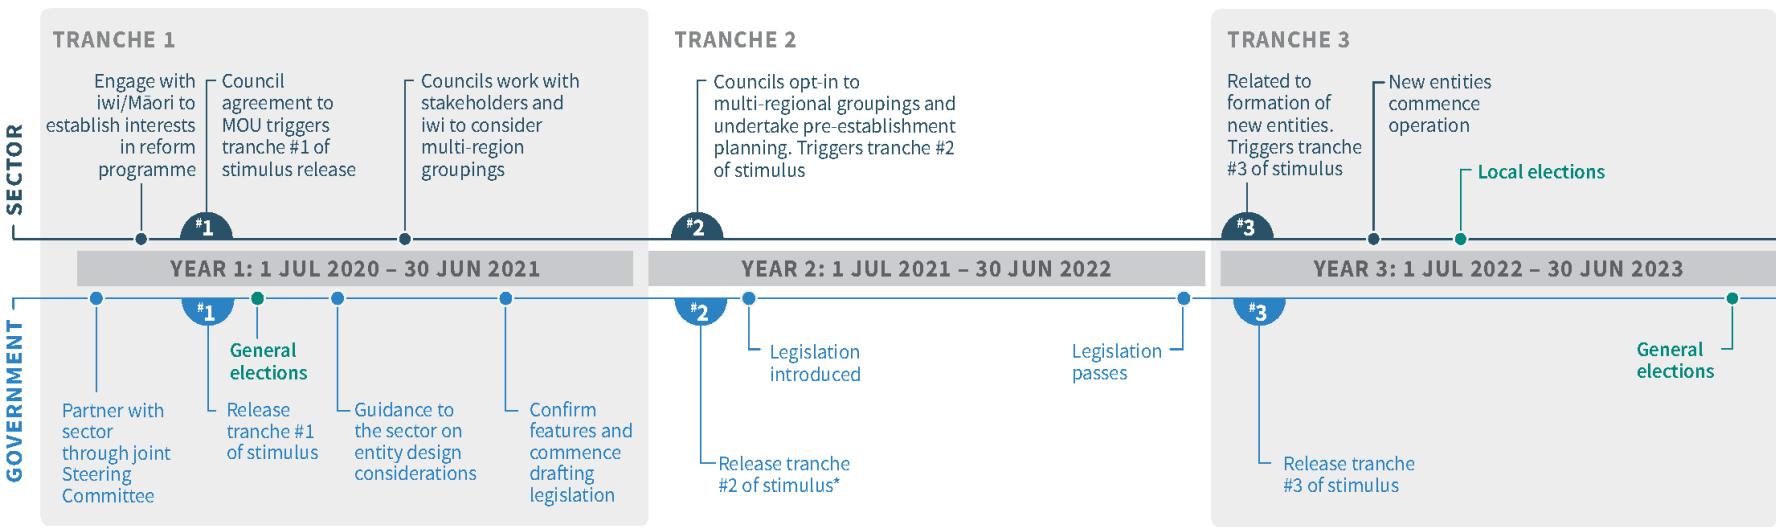 TRANCHE 1
Engage with
iwi/Māori to
establish interests
in reform
programme
Council
agreement to
MOU triggers
tranche #1 of
stimulus release
Councils work with
stakeholders and
iwi to consider
multi-region
groupings
TRANCHE 2
Councils opt-in to
multi-regional groupings and
undertake pre-establishment
planning. Triggers tranche #2
of stimulus
TRANCHE 3
Related to
formation of
new entities.
Triggers tranche
#3 of stimulus
New entities
commence
operation
Local elections
SECTOR
#1
#2
#3
YEAR 1: 1 JUL 2020 – 30 JUN 2021
YEAR 2: 1 JUL 2021 – 30 JUN 2022
YEAR 3: 1 JUL 2022 – 30 JUN 2023
GOVERNMENT
#1
#2
#3
Partner with
sector
through joint
Steering
Committee
Release
tranche #1
of stimulus
General
elections
Guidance to
the sector on
entity design
considerations
Confirm
features and
commence
drafting
legislation
Release tranche
#2 of stimulus*
Legislation
introduced
Legislation
passes
Release tranche
#3 of stimulus
General
elections